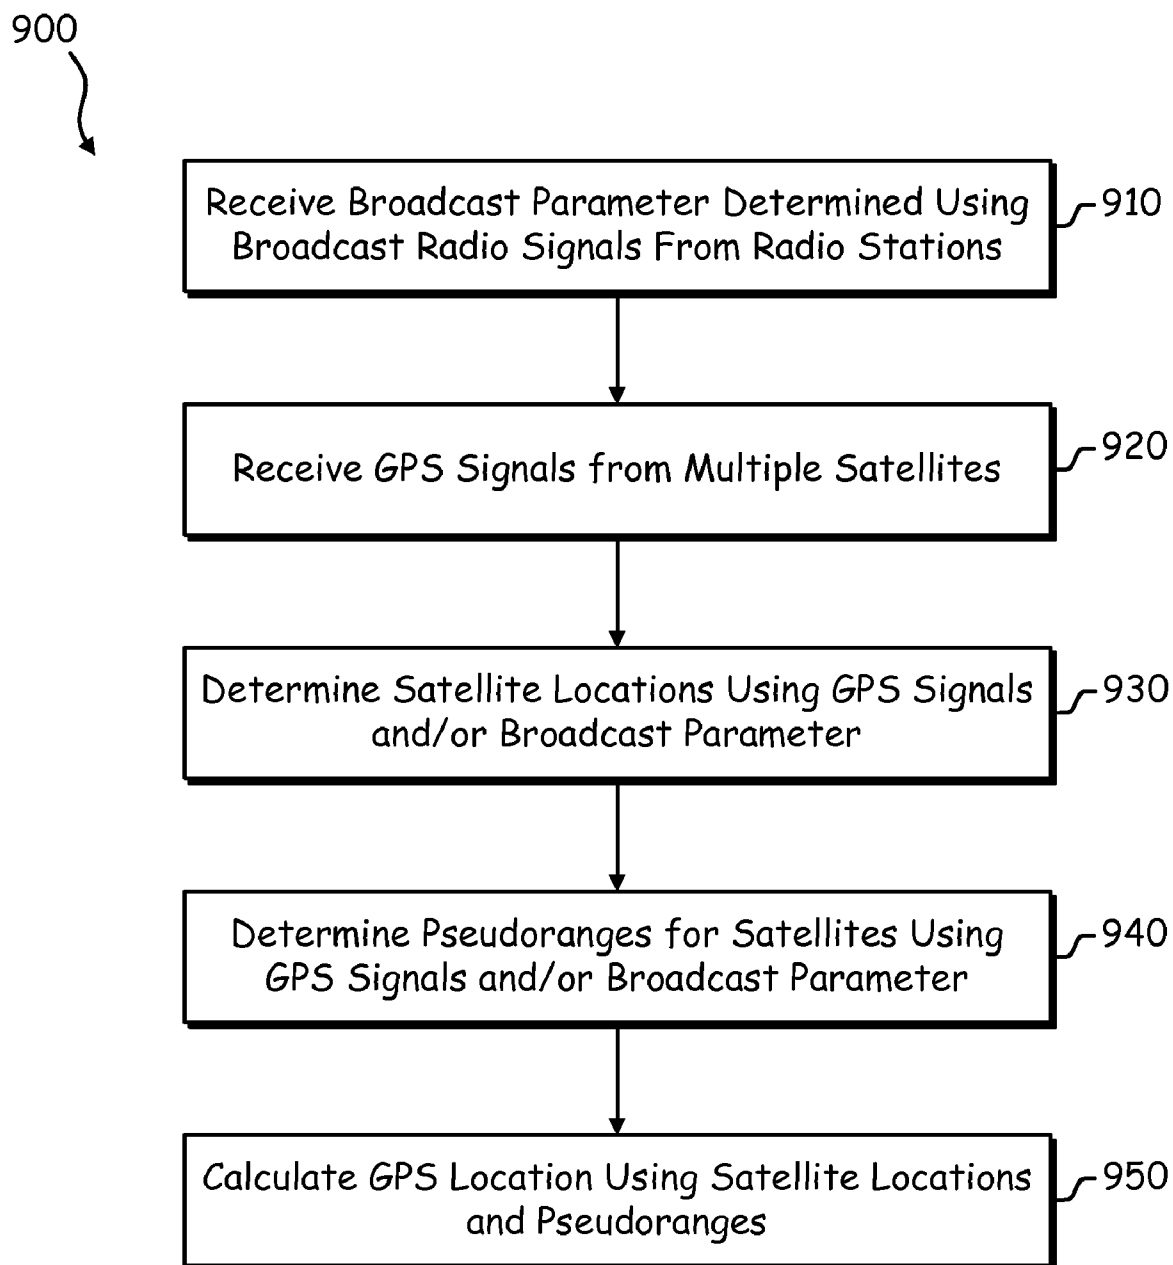 900
Receive Broadcast Parameter Determined Using
Broadcast Radio Signals From Radio Stations
910
Receive GPS Signals from Multiple Satellites
920
Determine Satellite Locations Using GPS Signals
and/or Broadcast Parameter
930
Determine Pseudoranges for Satellites Using
GPS Signals and/or Broadcast Parameter
940
Calculate GPS Location Using Satellite Locations
and Pseudoranges
950